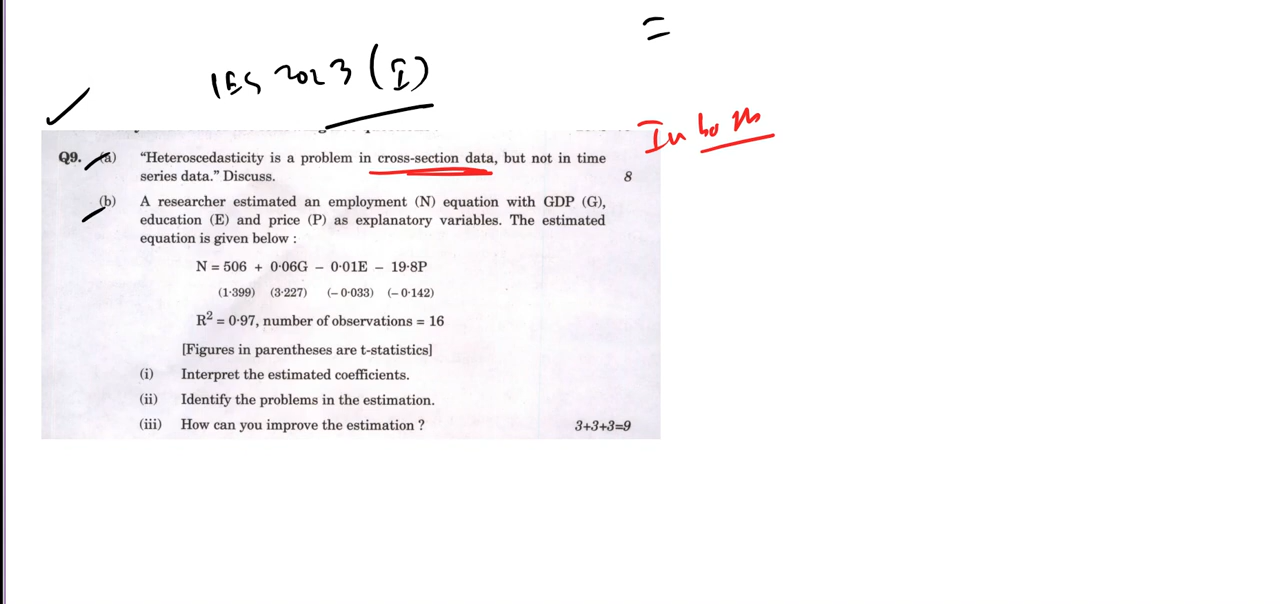 =
IES 2023 (I)
In both
Q9. (a) "Heteroscedasticity is a problem in cross-section data, but not in time
series data." Discuss. 8
(b) A researcher estimated an employment (N) equation with GDP (G),
education (E) and price (P) as explanatory variables. The estimated
equation is given below :
N = 506 + 0·06G – 0·01E – 19·8P
(1·399) (3·227) (– 0·033) (– 0·142)
R² = 0·97, number of observations = 16
[Figures in parentheses are t-statistics]
(i) Interpret the estimated coefficients.
(ii) Identify the problems in the estimation.
(iii) How can you improve the estimation ? 3+3+3=9